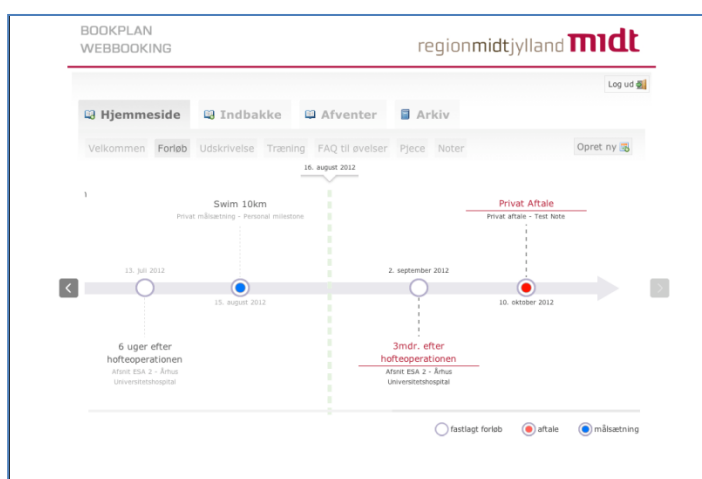 BOOKPLAN
WEBBOOKING
regionmidtjylland midt
Log ud
Hjemmeside Indbakke Afventer Arkiv
Velkommen Forløb Udskrivelse Træning FAQ til øvelser Pjece Noter Opret ny
16. august 2012
Swim 10km
Privat målsætning - Personal milestone
Privat Aftale
Privat aftale - Test Note
13. juli 2012
2. september 2012
15. august 2012
10. oktober 2012
6 uger efter
hofteoperationen
Afsnit ESA 2 - Århus
Universitetshospital
3mdr. efter
hofteoperationen
Afsnit ESA 2 - Århus
Universitetshospital
fastlagt forløb aftale målsætning